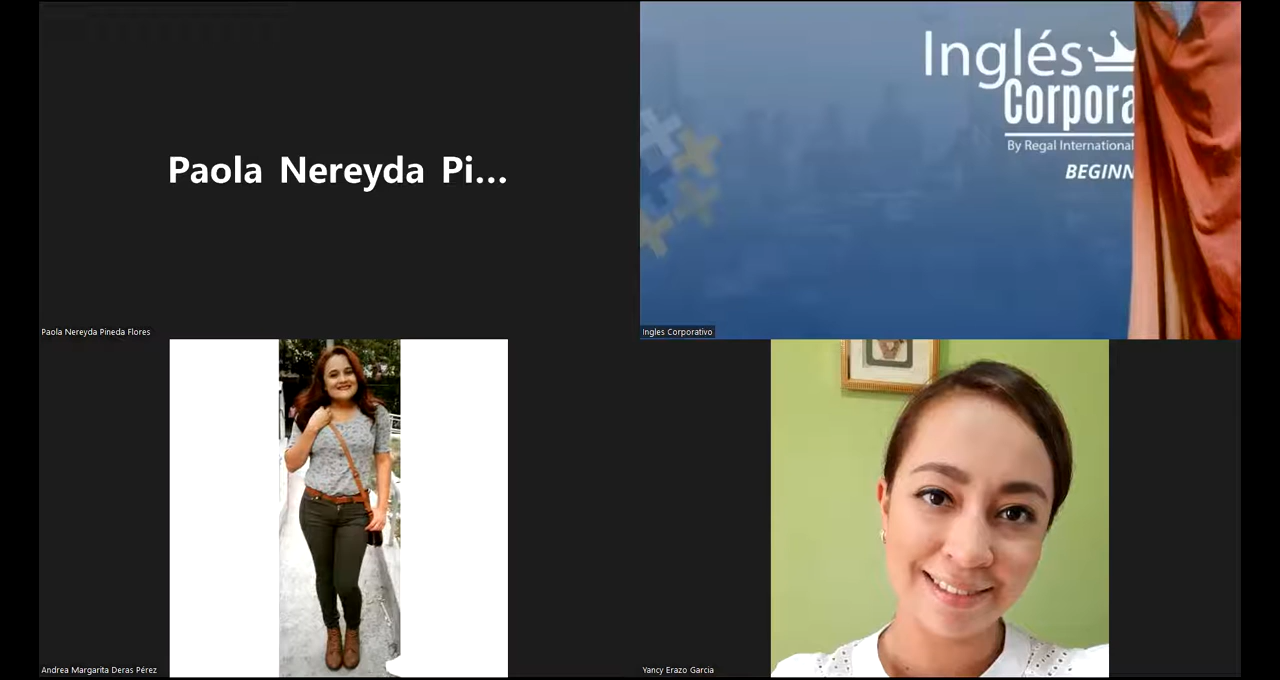 Paola Nereyda Pi...
Paola Nereyda Pineda Flores
Inglés
Corpora
By Regal International
BEGINN
Ingles Corporativo
Andrea Margarita Deras Pérez
Yancy Erazo Garcia